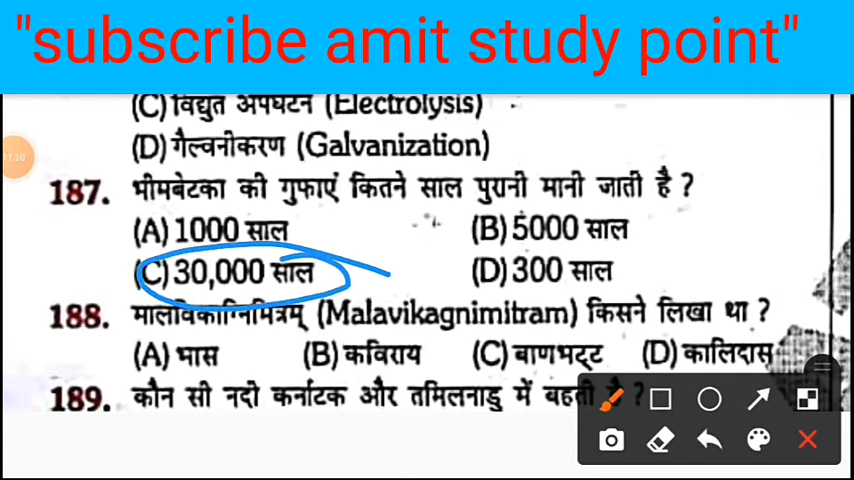 "subscribe amit study point"
(C) विद्युत अपघटन (Electrolysis)
(D) गैल्वनीकरण (Galvanization)
187. भीमबेटका की गुफाएं कितने साल पुरानी मानी जाती है ?
(A) 1000 साल (B) 5000 साल
(C) 30,000 साल (D) 300 साल
188. मालविकाग्निमित्रम् (Malavikagnimitram) किसने लिखा था ?
(A) भास (B) कविराय (C) बाणभट्ट (D) कालिदास
189. कौन सी नदी कर्नाटक और तमिलनाडु में बहती है ?